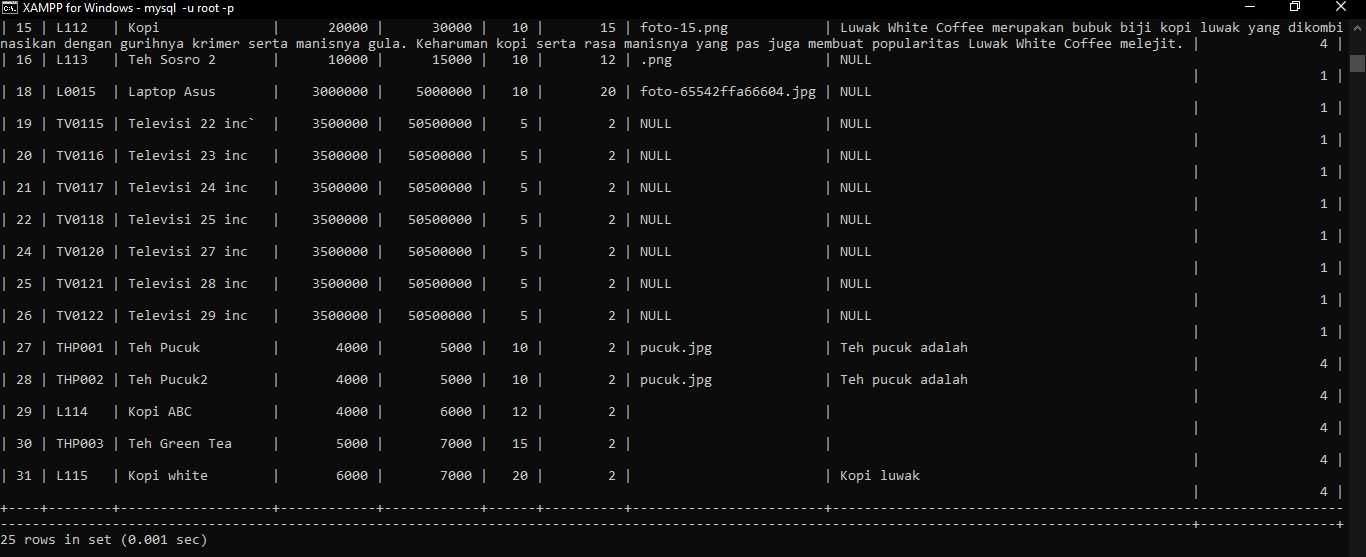 XAMPP for Windows - mysql  -u root -p
| 15 | L112   | Kopi              |      20000 |      30000 |   10 |       15 | foto-15.png            | Luwak White Coffee merupakan bubuk biji kopi luwak yang dikombi
nasikan dengan gurihnya krimer serta manisnya gula. Keharuman kopi serta rasa manisnya yang pas juga membuat popularitas Luwak White Coffee melejit. |               4 |
| 16 | L113   | Teh Sosro 2       |      10000 |      15000 |   10 |       12 | .png                   | NULL
|               1 |
| 18 | L0015  | Laptop Asus       |    3000000 |    5000000 |   10 |       20 | foto-65542ffa66604.jpg | NULL
|               1 |
| 19 | TV0115 | Televisi 22 inc`  |    3500000 |   50500000 |    5 |        2 | NULL                   | NULL
|               1 |
| 20 | TV0116 | Televisi 23 inc   |    3500000 |   50500000 |    5 |        2 | NULL                   | NULL
|               1 |
| 21 | TV0117 | Televisi 24 inc   |    3500000 |   50500000 |    5 |        2 | NULL                   | NULL
|               1 |
| 22 | TV0118 | Televisi 25 inc   |    3500000 |   50500000 |    5 |        2 | NULL                   | NULL
|               1 |
| 24 | TV0120 | Televisi 27 inc   |    3500000 |   50500000 |    5 |        2 | NULL                   | NULL
|               1 |
| 25 | TV0121 | Televisi 28 inc   |    3500000 |   50500000 |    5 |        2 | NULL                   | NULL
|               1 |
| 26 | TV0122 | Televisi 29 inc   |    3500000 |   50500000 |    5 |        2 | NULL                   | NULL
|               1 |
| 27 | THP001 | Teh Pucuk         |       4000 |       5000 |   10 |        2 | pucuk.jpg              | Teh pucuk adalah
|               4 |
| 28 | THP002 | Teh Pucuk2        |       4000 |       5000 |   10 |        2 | pucuk.jpg              | Teh pucuk adalah
|               4 |
| 29 | L114   | Kopi ABC          |       4000 |       6000 |   12 |        2 |                        |
|               4 |
| 30 | THP003 | Teh Green Tea     |       5000 |       7000 |   15 |        2 |                        |
|               4 |
| 31 | L115   | Kopi white        |       6000 |       7000 |   20 |        2 |                        | Kopi luwak
|               4 |
25 rows in set (0.001 sec)